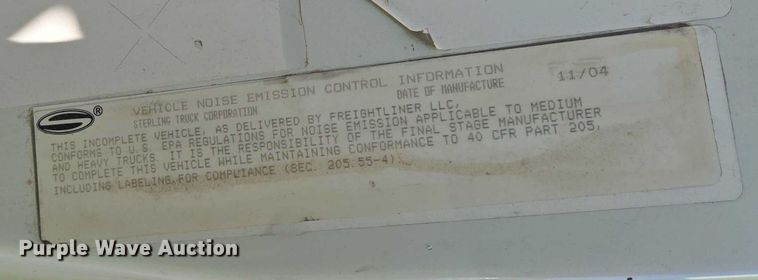 VEHICLE NOISE EMISSION CONTROL INFORMATION
STERLING TRUCK CORPORATION DATE OF MANUFACTURE 11/04
THIS INCOMPLETE VEHICLE, AS DELIVERED BY FREIGHTLINER LLC,
CONFORMS TO U.S. EPA REGULATIONS FOR NOISE EMISSION APPLICABLE TO MEDIUM
AND HEAVY TRUCKS. IT IS THE RESPONSIBILITY OF THE FINAL STAGE MANUFACTURER
TO COMPLETE THIS VEHICLE WHILE MAINTAINING CONFORMANCE TO 40 CFR PART 205,
INCLUDING LABELING FOR COMPLIANCE (SEC. 205.55-4)
®
Purple Wave Auction